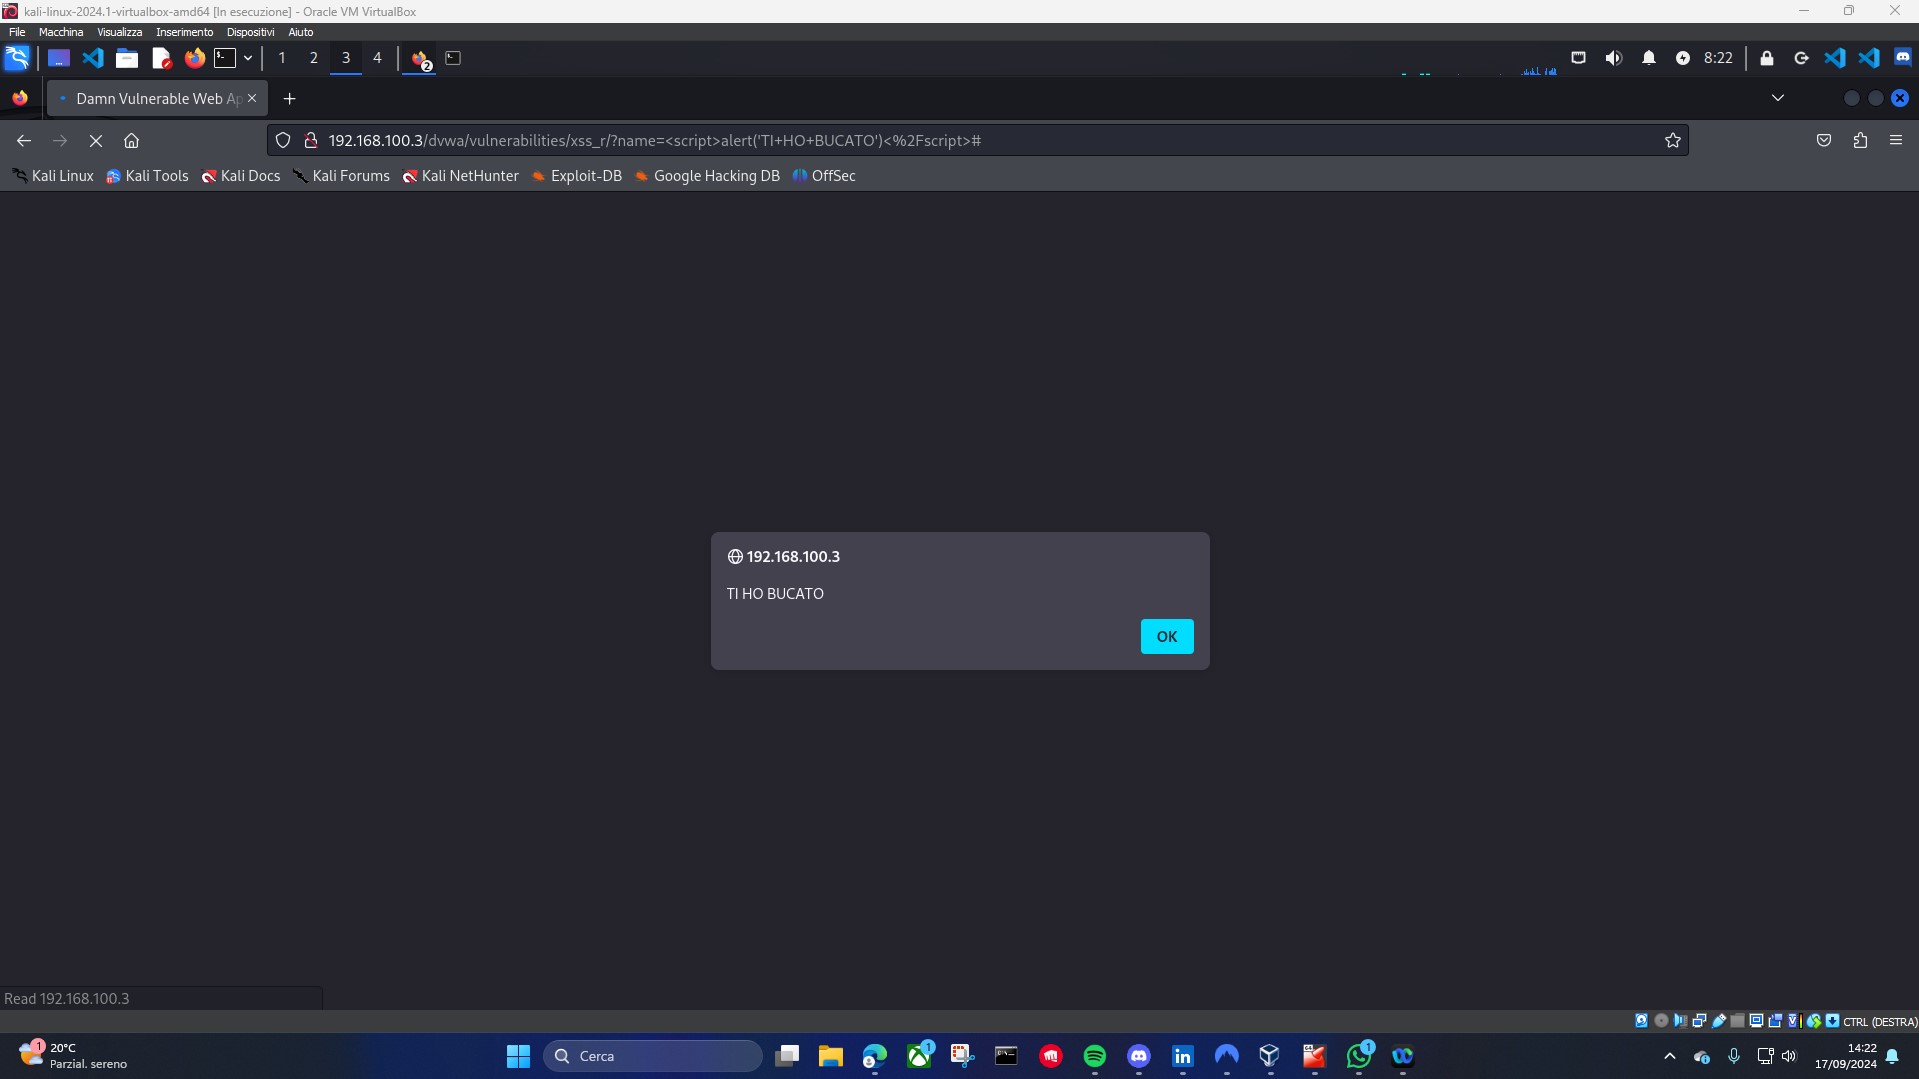 kali-linux-2024.1-virtualbox-amd64 [In esecuzione] - Oracle VM VirtualBox
File Macchina Visualizza Inserimento Dispositivi Aiuto
1 2 3 4 2 8:22
Damn Vulnerable Web Ap
192.168.100.3/dvwa/vulnerabilities/xss_r/?name=<script>alert('TI+HO+BUCATO')<%2Fscript>#
Kali Linux Kali Tools Kali Docs Kali Forums Kali NetHunter Exploit-DB Google Hacking DB OffSec
192.168.100.3
TI HO BUCATO
OK
Read 192.168.100.3
CTRL (DESTRA)
1 20°C
Parzial. sereno
Cerca
1
1
14:22
17/09/2024